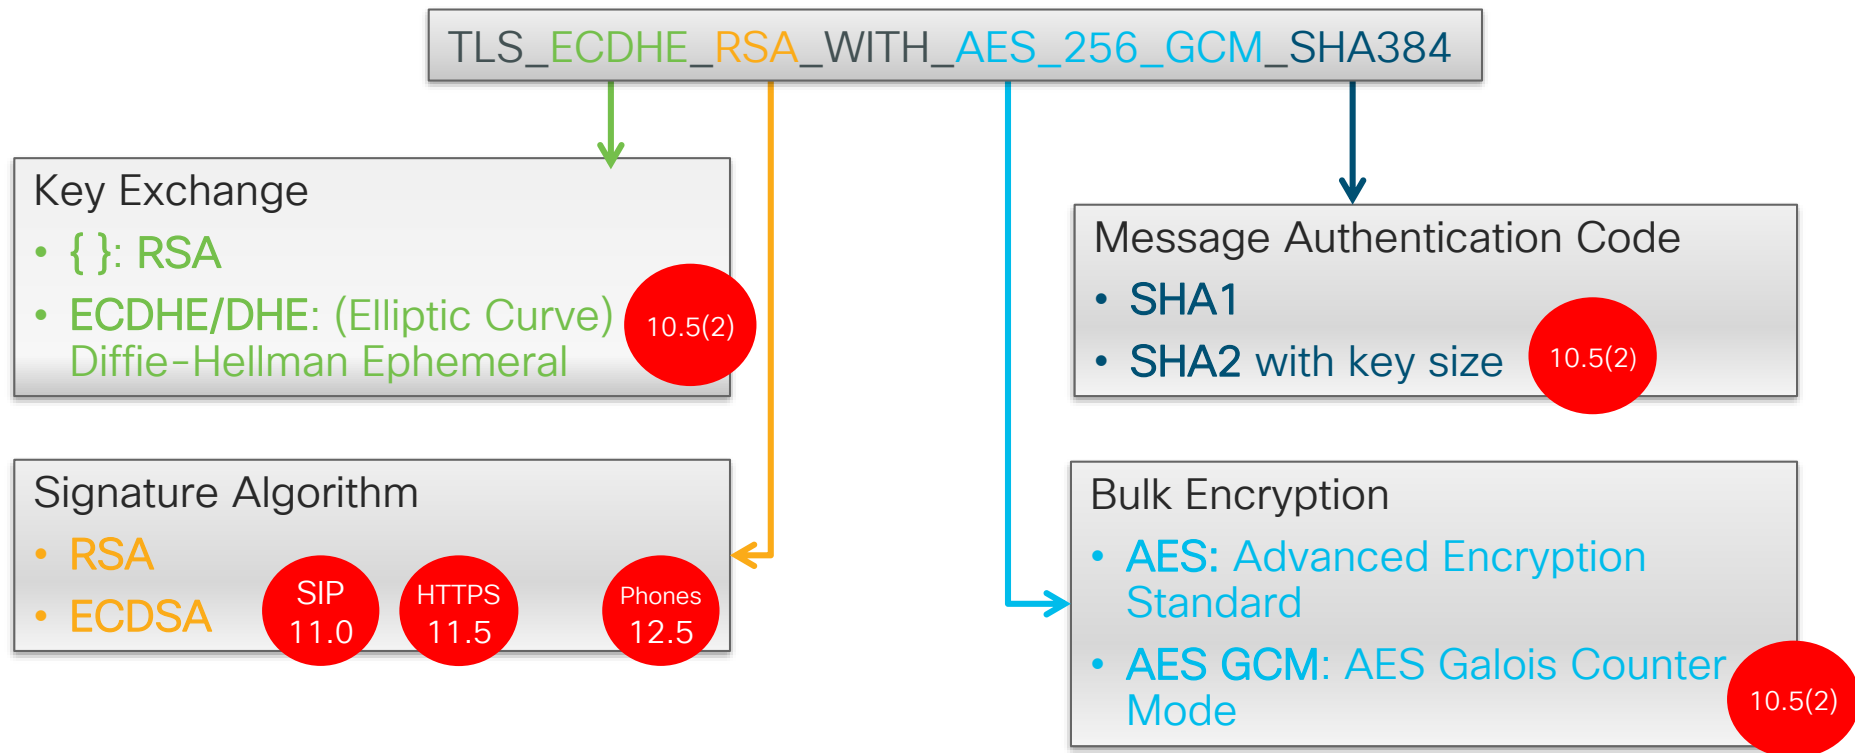 TLS_ECDHE_RSA_WITH_AES_256_GCM_SHA384
Key Exchange
• { }: RSA
• ECDHE/DHE: (Elliptic Curve)
Diffie-Hellman Ephemeral
10.5(2)
Message Authentication Code
• SHA1
• SHA2 with key size
10.5(2)
Signature Algorithm
• RSA
• ECDSA
SIP
11.0
HTTPS
11.5
Phones
12.5
Bulk Encryption
• AES: Advanced Encryption
Standard
• AES GCM: AES Galois Counter
Mode
10.5(2)